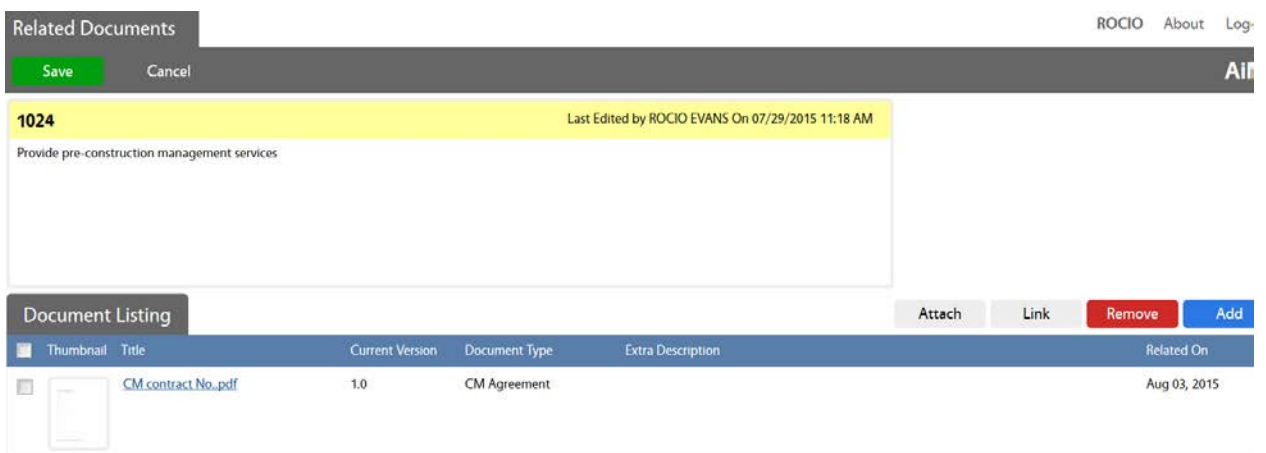 Related Documents ROCIO About Log-
Save Cancel Ai
1024 Last Edited by ROCIO EVANS On 07/29/2015 11:18 AM
Provide pre-construction management services
Document Listing Attach Link Remove Add
Thumbnail Title Current Version Document Type Extra Description Related On
CM contract No..pdf 1.0 CM Agreement Aug 03, 2015